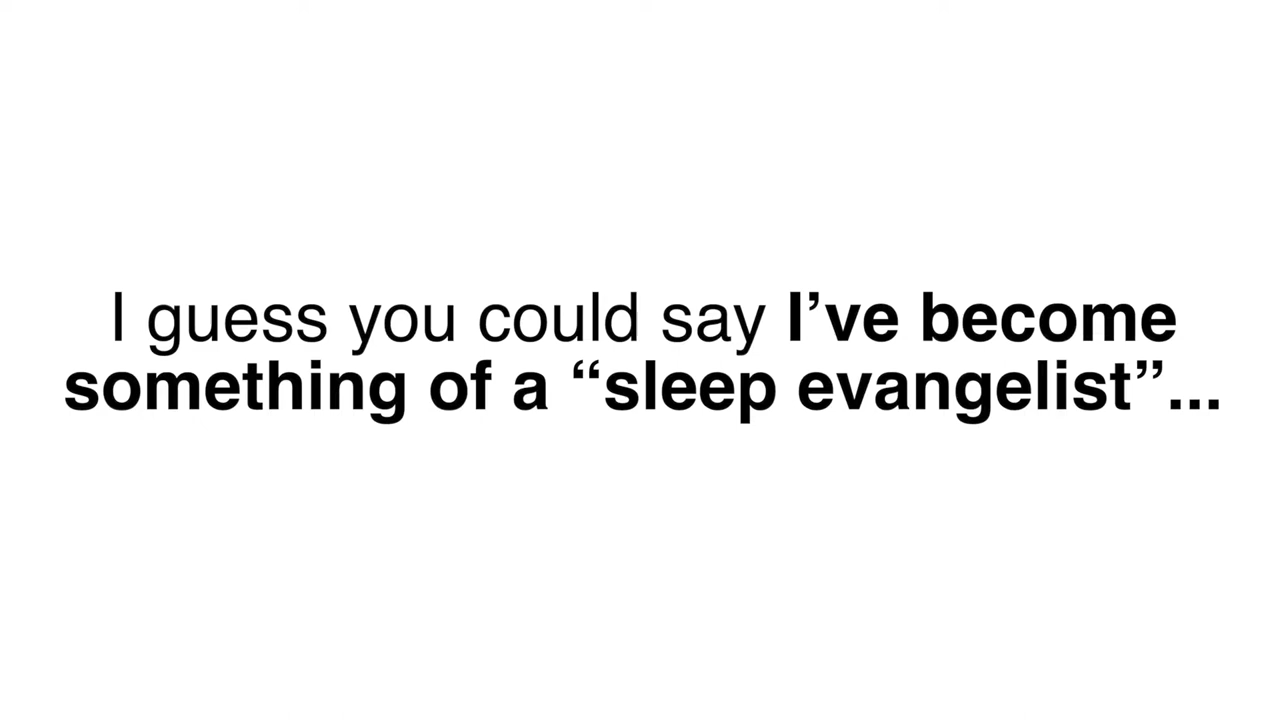 I guess you could say I’ve become
something of a “sleep evangelist”...